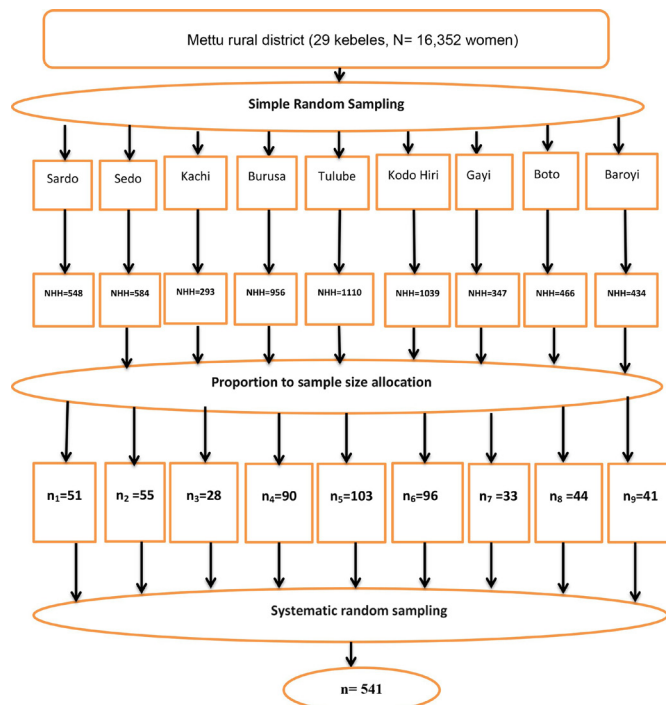 Mettu rural district (29 kebeles, N= 16,352 women)
Simple Random Sampling
Sardo
Sedo
Kachi
Burusa
Tulube
Kodo Hiri
Gayi
Boto
Baroyi
NHH=548
NHH=584
NHH=293
NHH=956
NHH=1110
NHH=1039
NHH=347
NHH=466
NHH=434
Proportion to sample size allocation
n₁=51
n₂ =55
n₃=28
n₄=90
n₅=103
n₆=96
n₇=33
n₈ =44
n₉=41
Systematic random sampling
n= 541